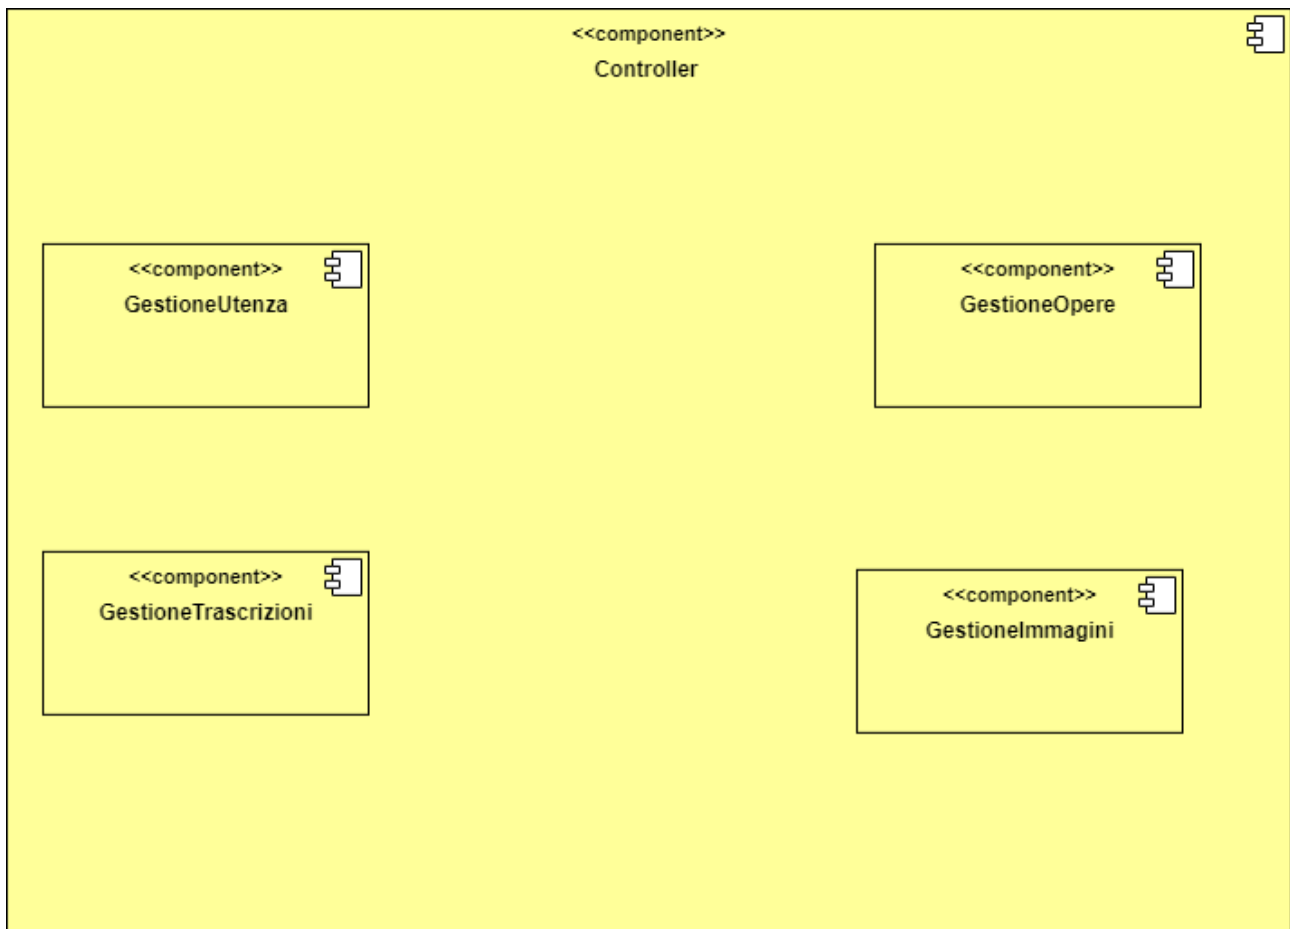 <<component>>
Controller
<<component>>
GestioneUtenza
<<component>>
GestioneOpere
<<component>>
GestioneTrascrizioni
<<component>>
GestioneImmagini